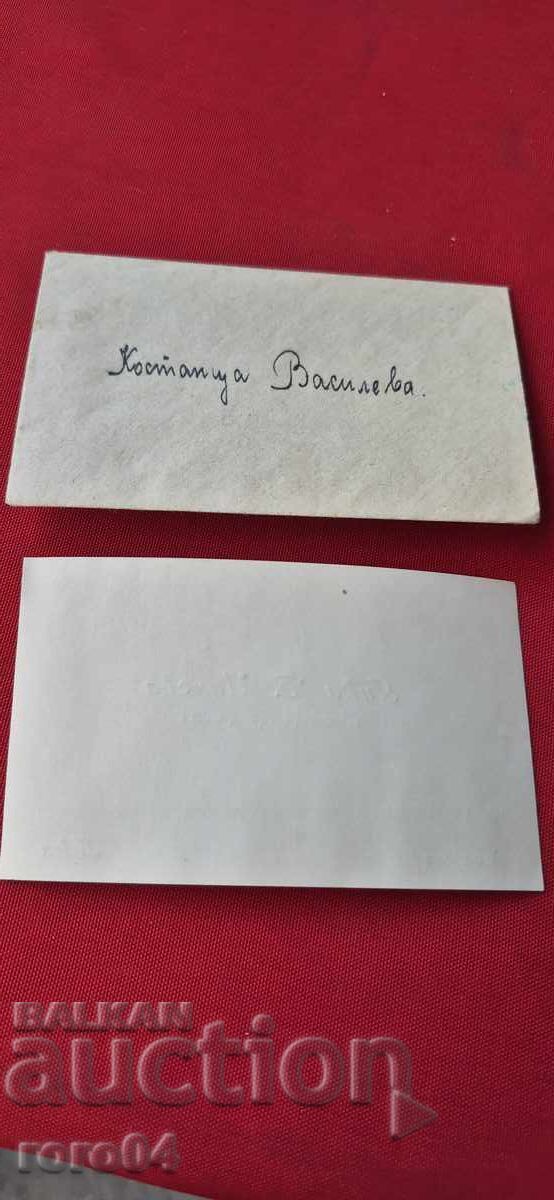 Костанца Василева.
BALKAN
auction
roro04